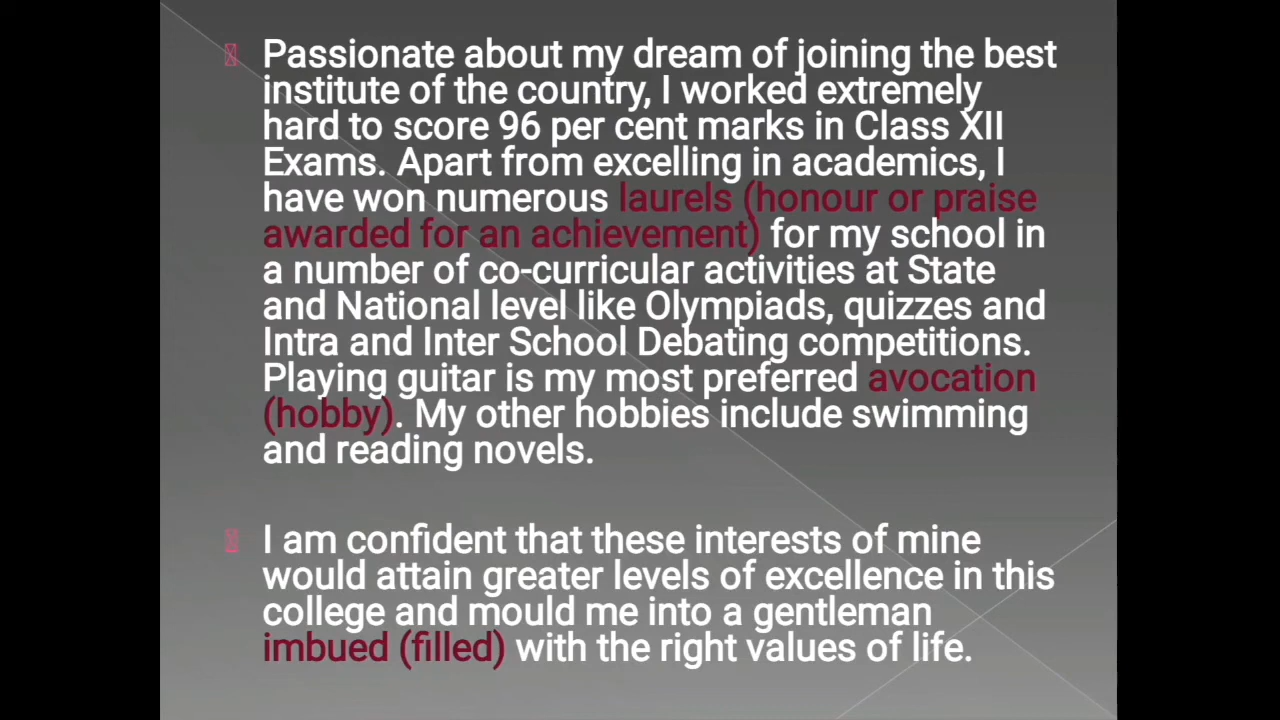 Passionate about my dream of joining the best
institute of the country, I worked extremely
hard to score 96 per cent marks in Class XII
Exams. Apart from excelling in academics, I
have won numerous laurels (honour or praise
awarded for an achievement) for my school in
a number of co-curricular activities at State
and National level like Olympiads, quizzes and
Intra and Inter School Debating competitions.
Playing guitar is my most preferred avocation
(hobby). My other hobbies include swimming
and reading novels.
I am confident that these interests of mine
would attain greater levels of excellence in this
college and mould me into a gentleman
imbued (filled) with the right values of life.